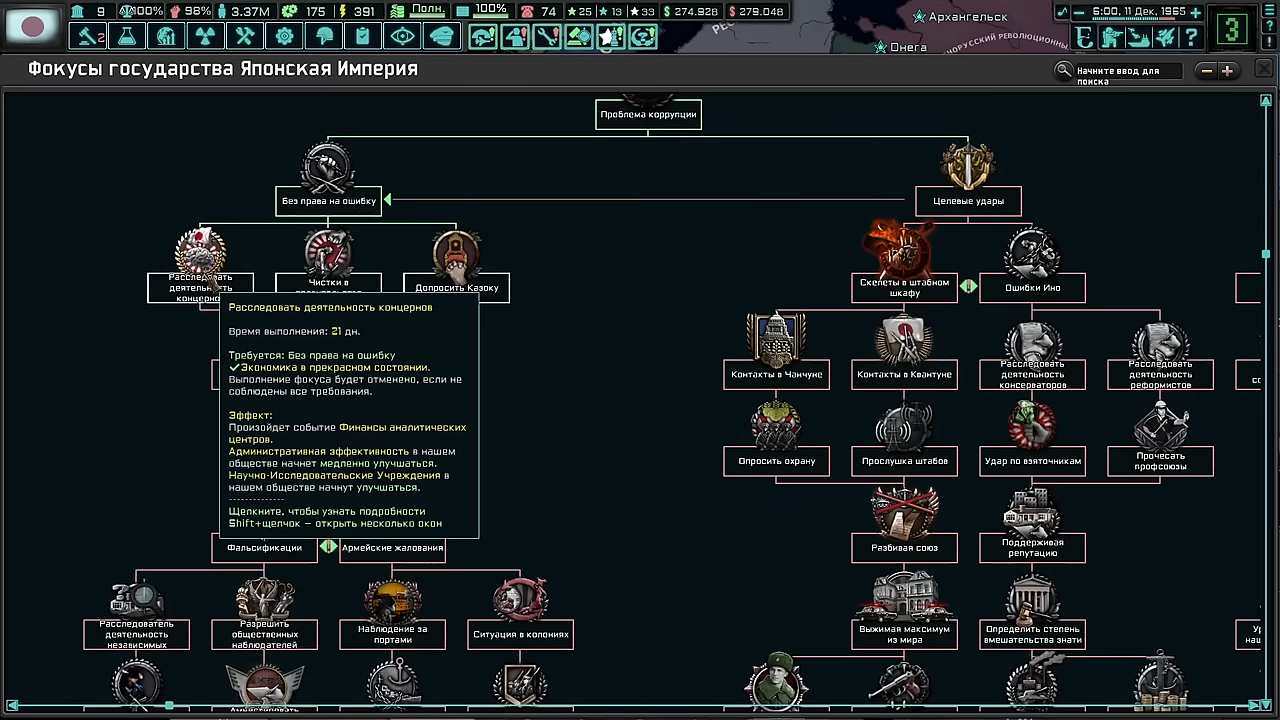 9
100%
98%
3.37M
175
391
Полн.
100%
74
25
13
33
$ 274.92B
$ 279.04B
Архангельск
Онега
6:00, 11 Дек, 1965
3
2
Фокусы государства Японская Империя
Начните ввод для
поиска
Проблема коррупции
Без права на ошибку
Целевые удары
Расследовать
деятельность
концернов
Чистки в
Допросить Казоку
Скелеты в штабном
шкафу
Ошибки Ино
Расследовать деятельность концернов
Время выполнения: 21 дн.
Требуется: Без права на ошибку
Экономика в прекрасном состоянии.
Выполнение фокуса будет отменено, если не
соблюдены все требования.
Эффект:
Произойдет событие Финансы аналитических
центров.
Административная эффективность в нашем
обществе начнет медленно улучшаться.
Научно-Исследовательские Учреждения в
нашем обществе начнут улучшаться.
--------------
Щелкните, чтобы узнать подробности
Shift+щелчок — открыть несколько окон
Контакты в Чанчуне
Контакты в Квантуне
Расследовать
деятельность
консерваторов
Расследовать
деятельность
реформистов
Опросить охрану
Прослушка штабов
Удар по взяточникам
Прочесать
профсоюзы
Фальсификации
Армейские жалования
Разбивая союз
Поддерживая
репутацию
Расследователь
деятельность
независимых
Разрешить
общественных
наблюдателей
Наблюдение за
портами
Ситуация в колониях
Выжимая максимум
из мира
Определить степень
вмешательства знати